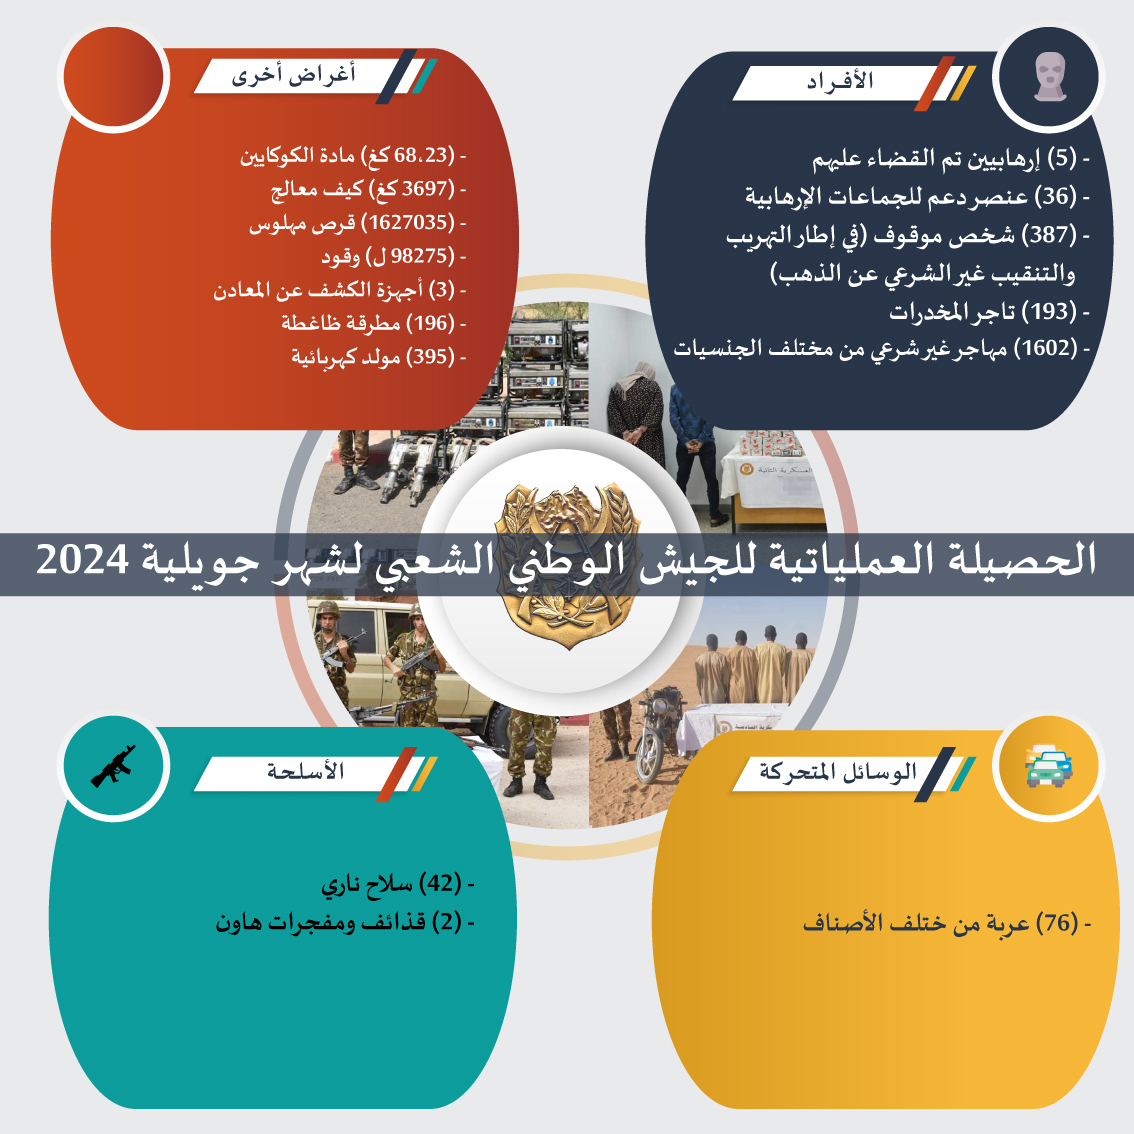 الأفراد
- (5) إرهابيين تم القضاء عليهم
- (36) عنصر دعم للجماعات الإرهابية
- (387) شخص موقوف (في إطار التهريب
والتنقيب غير الشرعي عن الذهب)
- (193) تاجر المخدرات
- (1602) مهاجر غير شرعي من مختلف الجنسيات
أغراض أخرى
- (68،23 كغ) مادة الكوكايين
- (3697 كغ) كيف معالج
- (1627035) قرص مهلوس
- (98275 ل) وقود
- (3) أجهزة الكشف عن المعادن
- (196) مطرقة ظاغطة
- (395) مولد كهربائية
العسكرية الثانية
الحصيلة العملياتية للجيش الوطني الشعبي لشهر جويلية 2024
السادسة
الوسائل المتحركة
- (76) عربة من ختلف الأصناف
الأسلحة
- (42) سلاح ناري
- (2) قذائف ومفجرات هاون